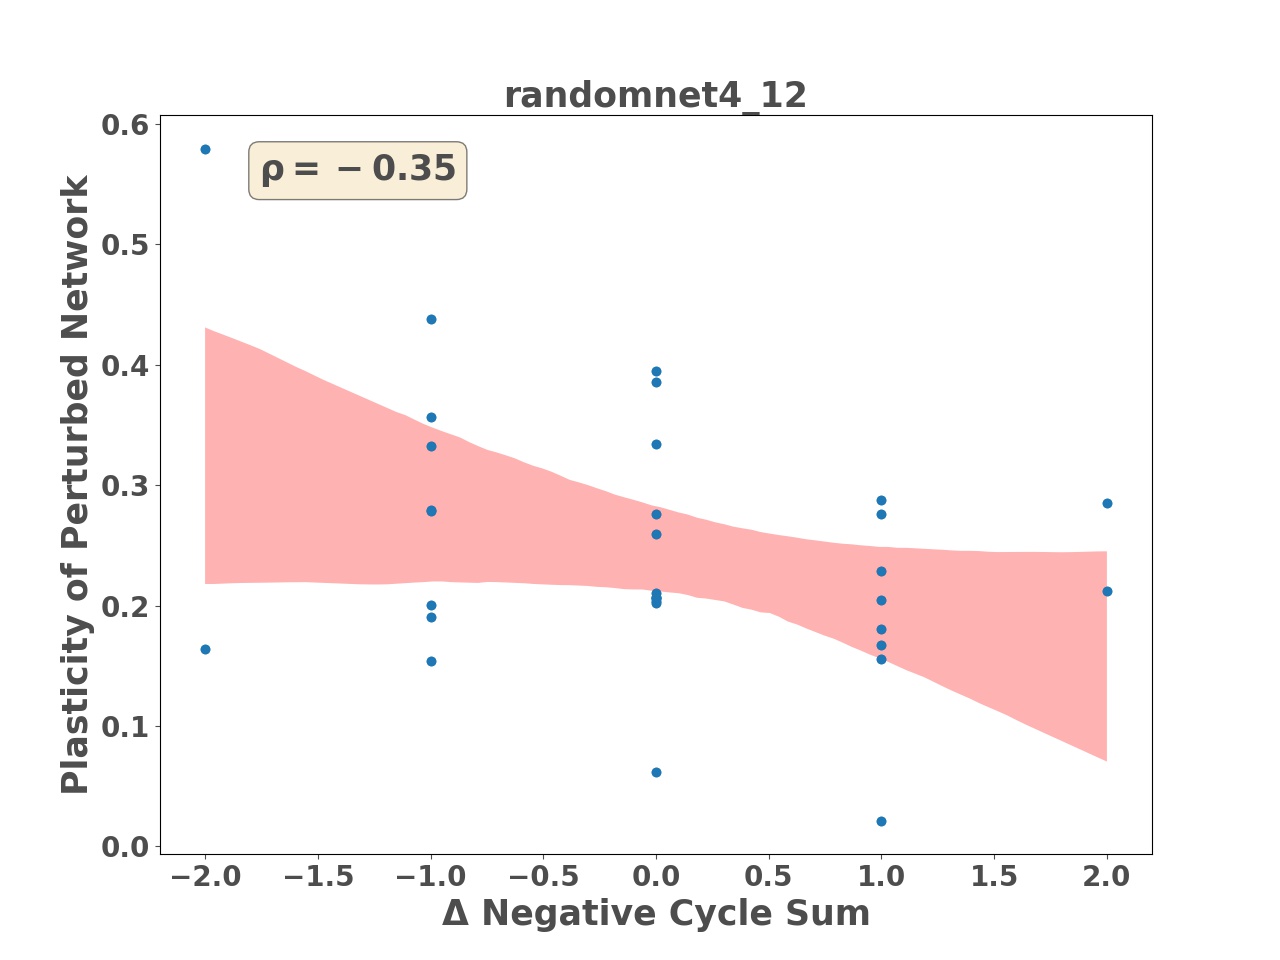 randomnet4_12
ρ = − 0.35
Plasticity of Perturbed Network
0.6
0.5
0.4
0.3
0.2
0.1
0.0
−2.0 −1.5 −1.0 −0.5 0.0 0.5 1.0 1.5 2.0
Δ Negative Cycle Sum